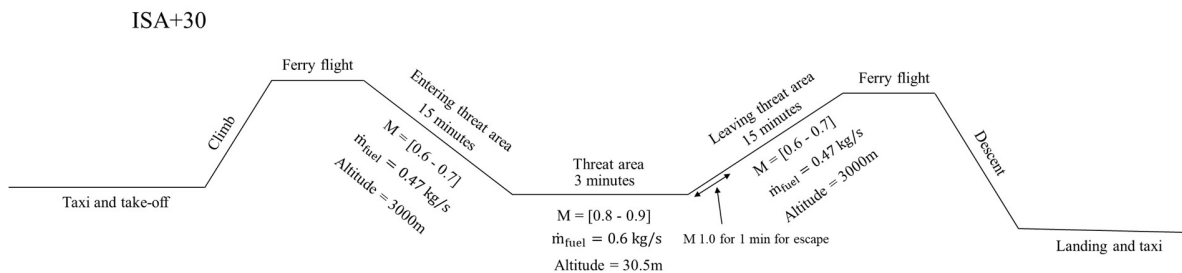 ISA+30
Taxi and take-off
Climb
Ferry flight
Entering threat area
15 minutes
M = [0.6 - 0.7]
ṁfuel = 0.47 kg/s
Altitude = 3000m
Threat area
3 minutes
M = [0.8 - 0.9]
ṁfuel = 0.6 kg/s
Altitude = 30.5m
M 1.0 for 1 min for escape
Leaving threat area
15 minutes
M = [0.6 - 0.7]
ṁfuel = 0.47 kg/s
Altitude = 3000m
Ferry flight
Descent
Landing and taxi